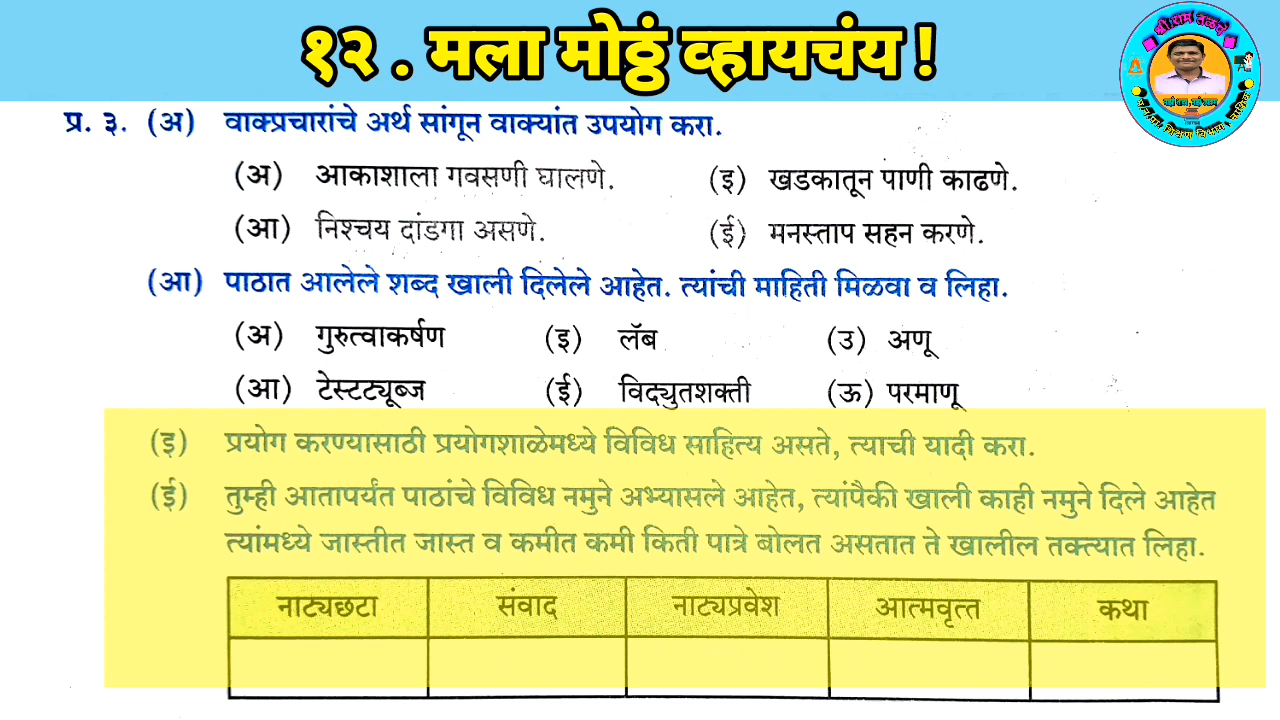 १२ . मला मोठ्ठं व्हायचंय !
श्री राम तळपे
प्र. ३. (अ) वाक्प्रचारांचे अर्थ सांगून वाक्यांत उपयोग करा.
(अ) आकाशाला गवसणी घालणे. (इ) खडकातून पाणी काढणे.
(आ) निश्चय दांडगा असणे. (ई) मनस्ताप सहन करणे.
(आ) पाठात आलेले शब्द खाली दिलेले आहेत. त्यांची माहिती मिळवा व लिहा.
(अ) गुरुत्वाकर्षण (इ) लॅब (उ) अणू
(आ) टेस्टट्यूब्ज (ई) विद्युतशक्ती (ऊ) परमाणू
(इ) प्रयोग करण्यासाठी प्रयोगशाळेमध्ये विविध साहित्य असते, त्याची यादी करा.
(ई) तुम्ही आतापर्यंत पाठांचे विविध नमुने अभ्यासले आहेत, त्यांपैकी खाली काही नमुने दिले आहेत
त्यांमध्ये जास्तीत जास्त व कमीत कमी किती पात्रे बोलत असतात ते खालील तक्त्यात लिहा.
नाट्यछटा संवाद नाट्यप्रवेश आत्मवृत्त कथा